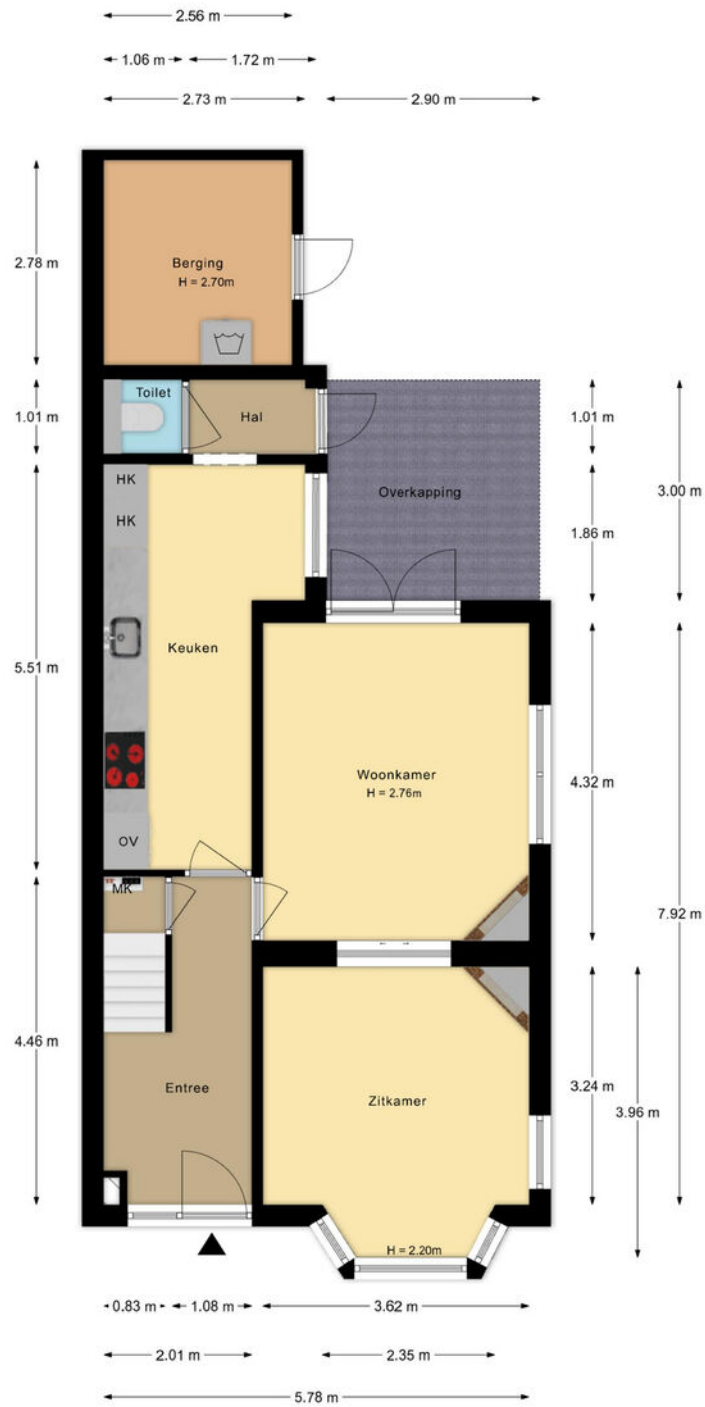 2.56 m
1.06 m 1.72 m
2.73 m 2.90 m
2.78 m
Berging
H = 2.70m
1.01 m
Toilet
Hal
1.01 m
HK
HK
Overkapping
3.00 m
1.86 m
5.51 m
Keuken
Woonkamer
H = 2.76m
4.32 m
OV
MK
7.92 m
4.46 m
Entree
Zitkamer
3.24 m
3.96 m
H = 2.20m
0.83 m 1.08 m 3.62 m
2.01 m 2.35 m
5.78 m